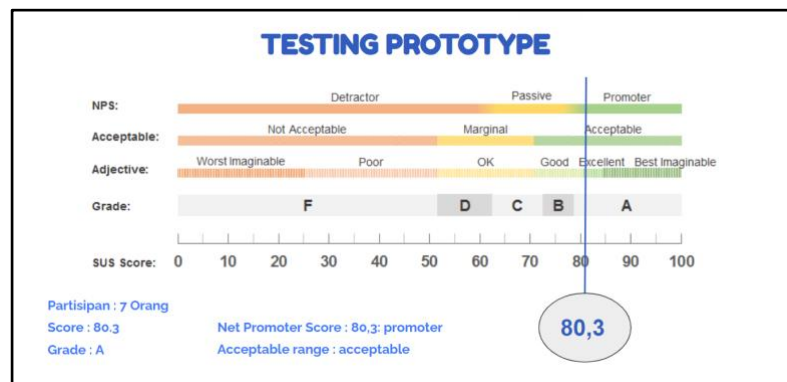 TESTING PROTOTYPE
NPS: Detractor Passive Promoter
Acceptable: Not Acceptable Marginal Acceptable
Adjective: Worst Imaginable Poor OK Good Excellent Best Imaginable
Grade: F D C B A
SUS Score: 0 10 20 30 40 50 60 70 80 90 100
Partisipan : 7 Orang
Score : 80.3
Grade : A
Net Promoter Score : 80,3: promoter
Acceptable range : acceptable
80,3